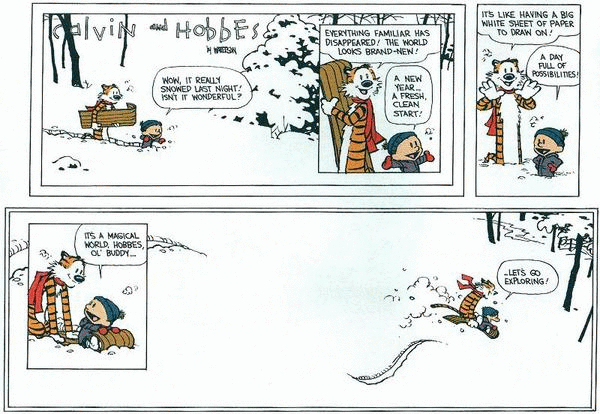 Calvin and Hobbes
by WATTERSON
WOW, IT REALLY
SNOWED LAST NIGHT!
ISN'T IT WONDERFUL?
EVERYTHING FAMILIAR HAS
DISAPPEARED! THE WORLD
LOOKS BRAND-NEW!
A NEW
YEAR...
A FRESH,
CLEAN
START!
IT'S LIKE HAVING A BIG
WHITE SHEET OF PAPER
TO DRAW ON!
A DAY
FULL OF
POSSIBILITIES!
IT'S A MAGICAL
WORLD, HOBBES,
OL' BUDDY...
...LET'S GO
EXPLORING!